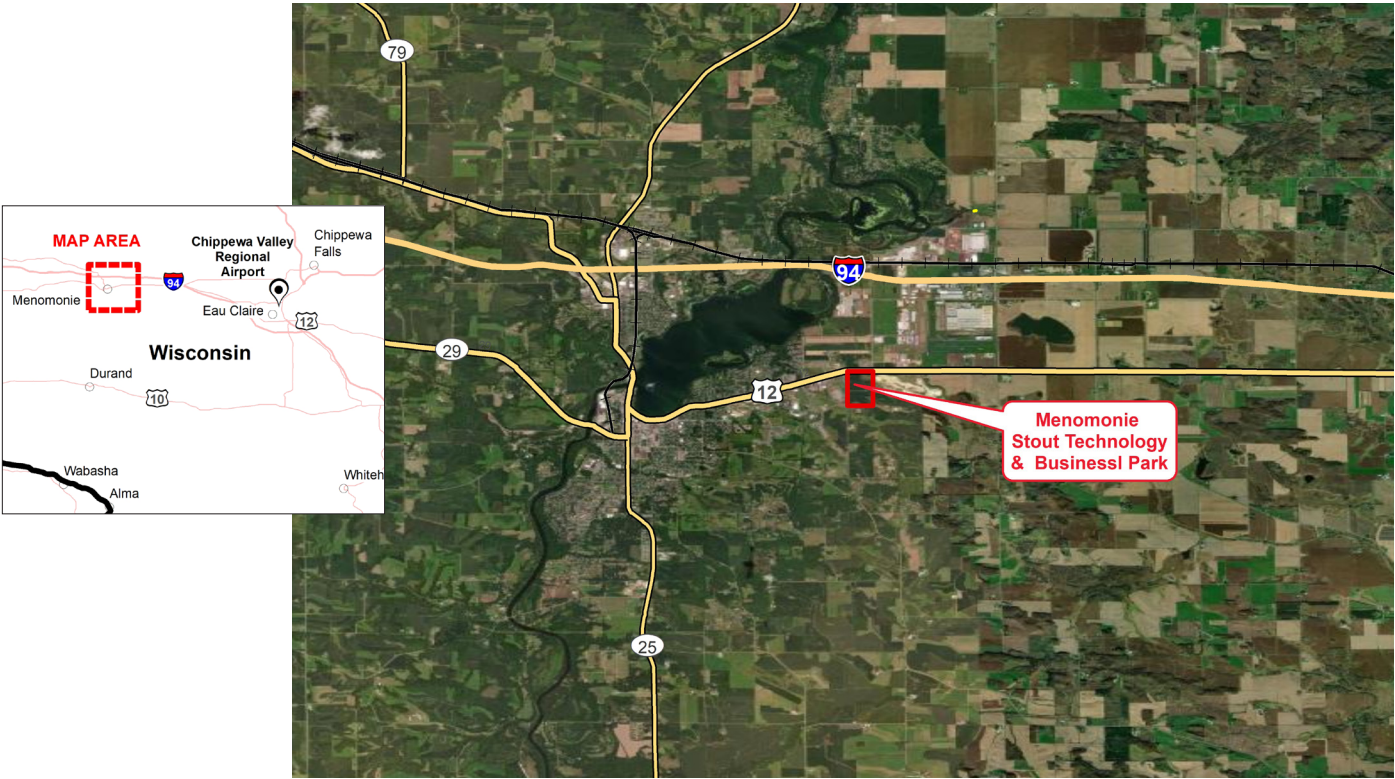 MAP AREA
Chippewa Valley
Regional
Airport
Chippewa
Falls
94
Menomonie
Eau Claire
12
Wisconsin
Durand
10
Wabasha
Alma
Whiteh
79
94
29
12
Menomonie
Stout Technology
& Businessl Park
25